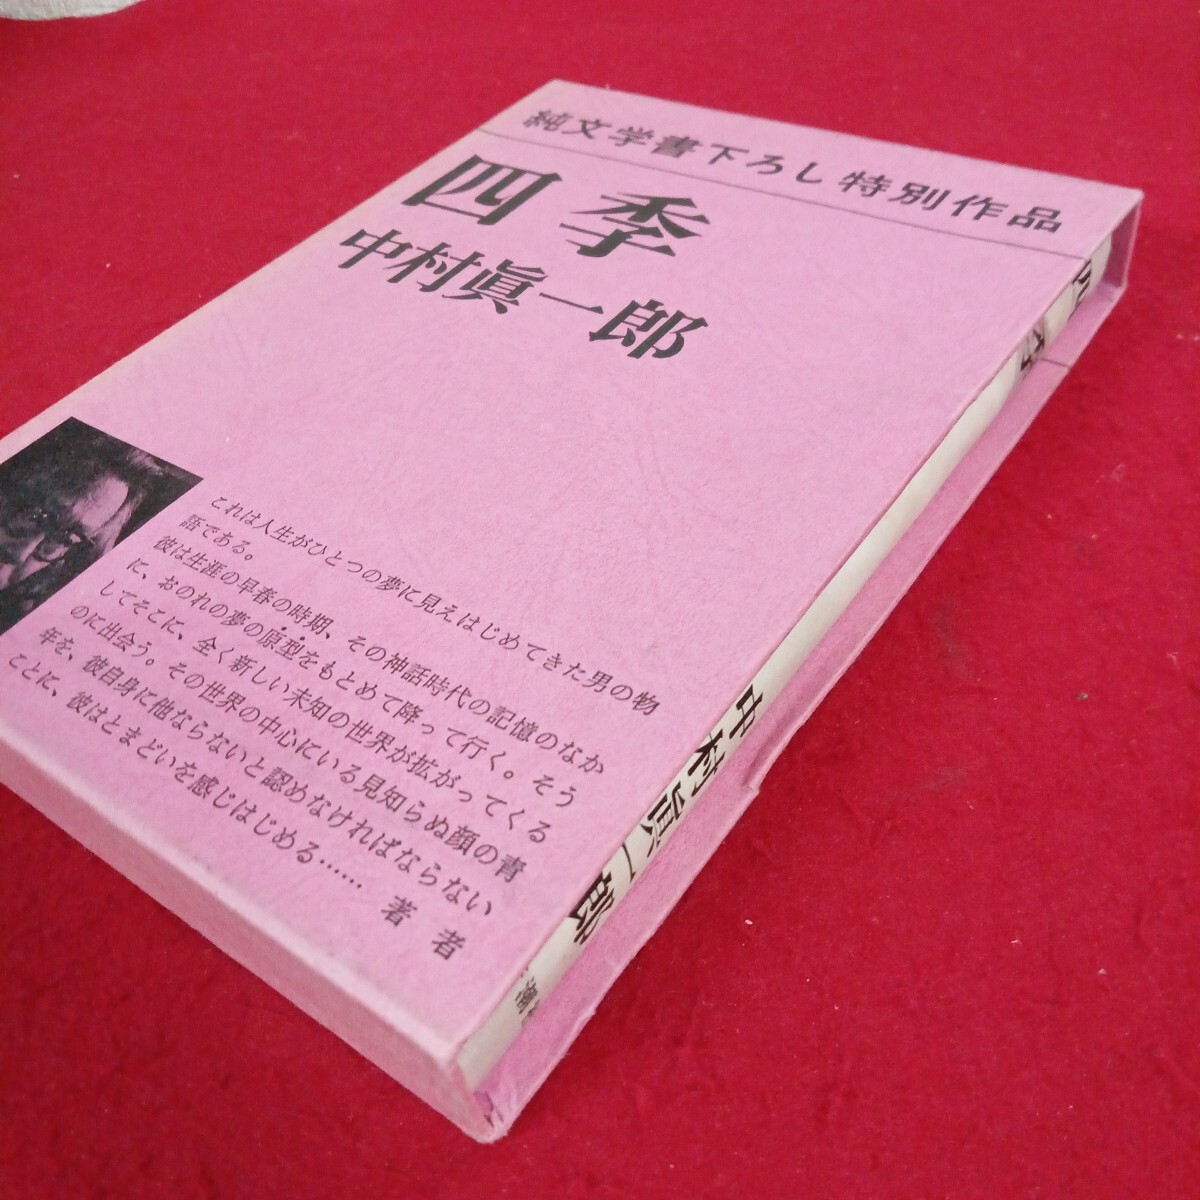 純文学書下ろし特別作品
四季
中村眞一郎
これは人生がひとつの夢に見えはじめてきた男の物
語である。
彼は生涯の早春の時期、その神話時代の記憶のなか
に、おのれの夢の原型をもとめて降って行く。そう
してそこに、全く新しい未知の世界が拡がってくる
のに出会う。その世界の中心にいる見知らぬ顔の青
年を、彼自身に他ならないと認めなければならない
ことに、彼はとまどいを感じはじめる……
著者
中村眞一郎